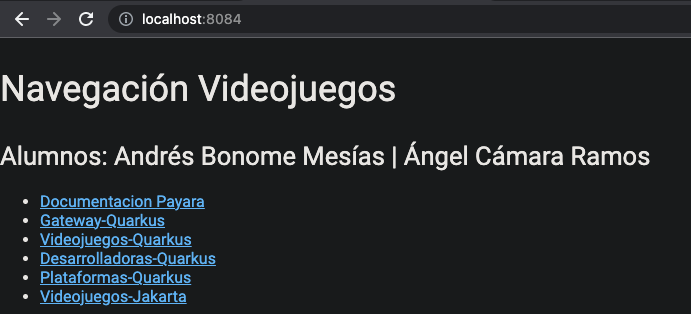 localhost:8084
Navegación Videojuegos
Alumnos: Andrés Bonome Mesías | Ángel Cámara Ramos
Documentacion Payara
Gateway-Quarkus
Videojuegos-Quarkus
Desarrolladoras-Quarkus
Plataformas-Quarkus
Videojuegos-Jakarta